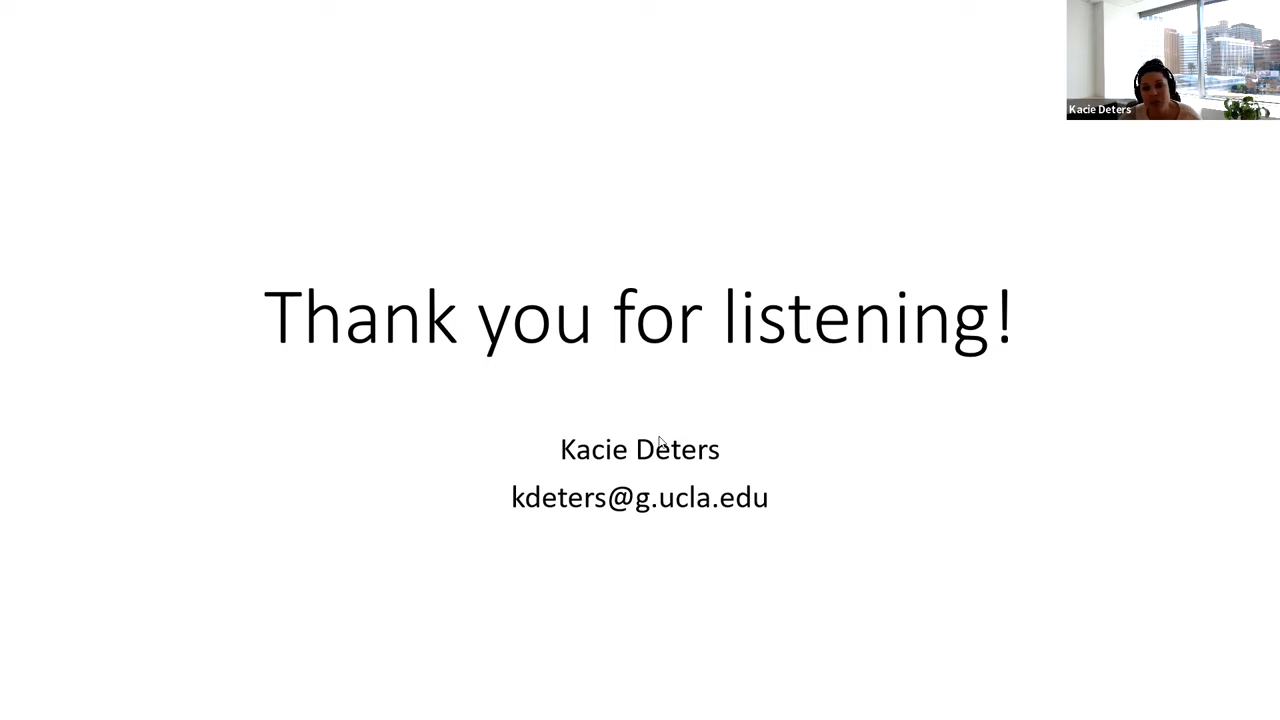 Kacie Deters
Thank you for listening!
Kacie Deters
kdeters@g.ucla.edu